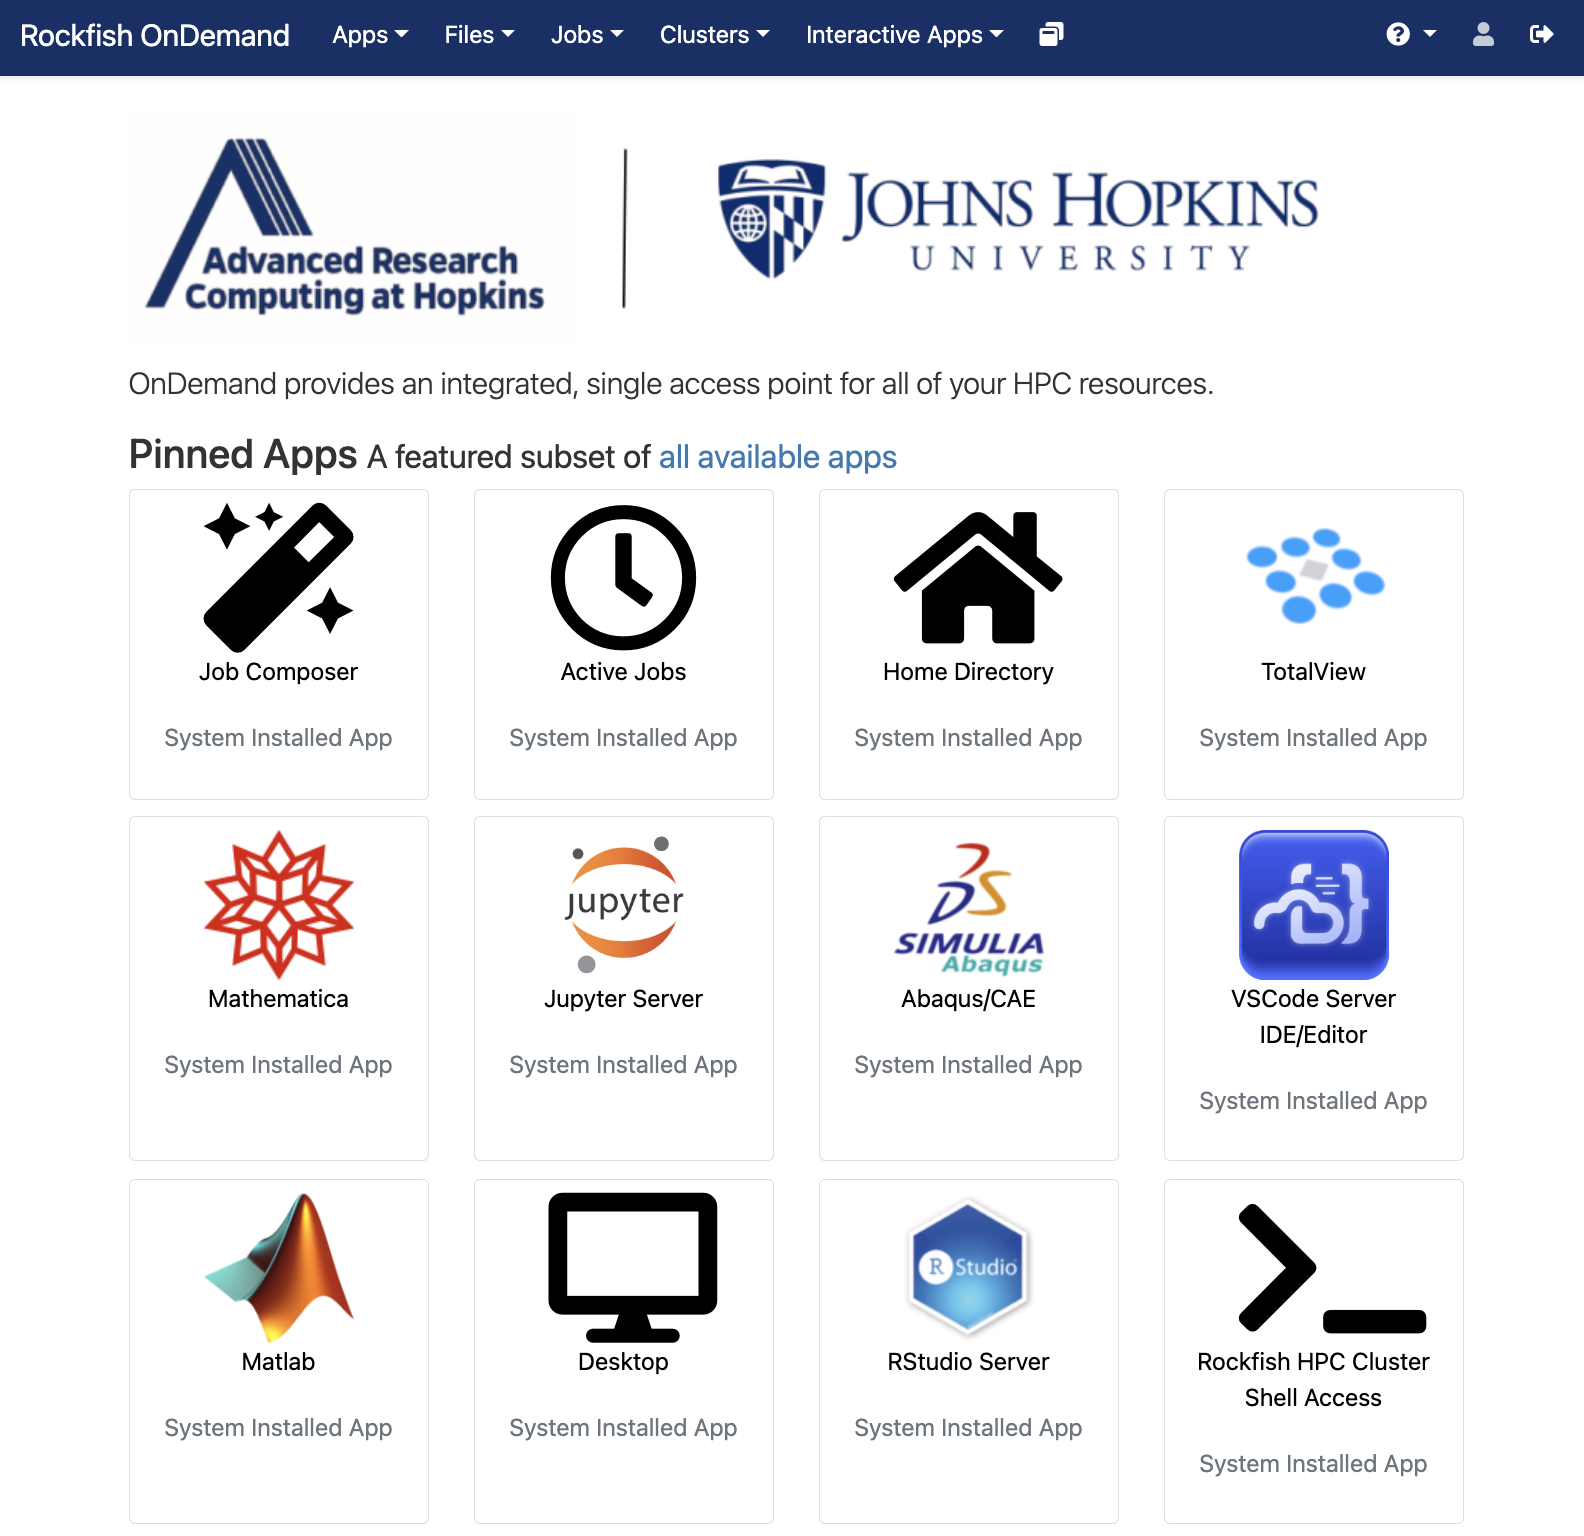 Rockfish OnDemand Apps Files Jobs Clusters Interactive Apps
Advanced Research
Computing at Hopkins
JOHNS HOPKINS
UNIVERSITY
OnDemand provides an integrated, single access point for all of your HPC resources.
Pinned Apps A featured subset of all available apps
Job Composer
System Installed App
Active Jobs
System Installed App
Home Directory
System Installed App
TotalView
System Installed App
Mathematica
System Installed App
jupyter
Jupyter Server
System Installed App
3DS
SIMULIA
Abaqus
Abaqus/CAE
System Installed App
VSCode Server
IDE/Editor
System Installed App
Matlab
System Installed App
Desktop
System Installed App
R Studio
RStudio Server
System Installed App
Rockfish HPC Cluster
Shell Access
System Installed App